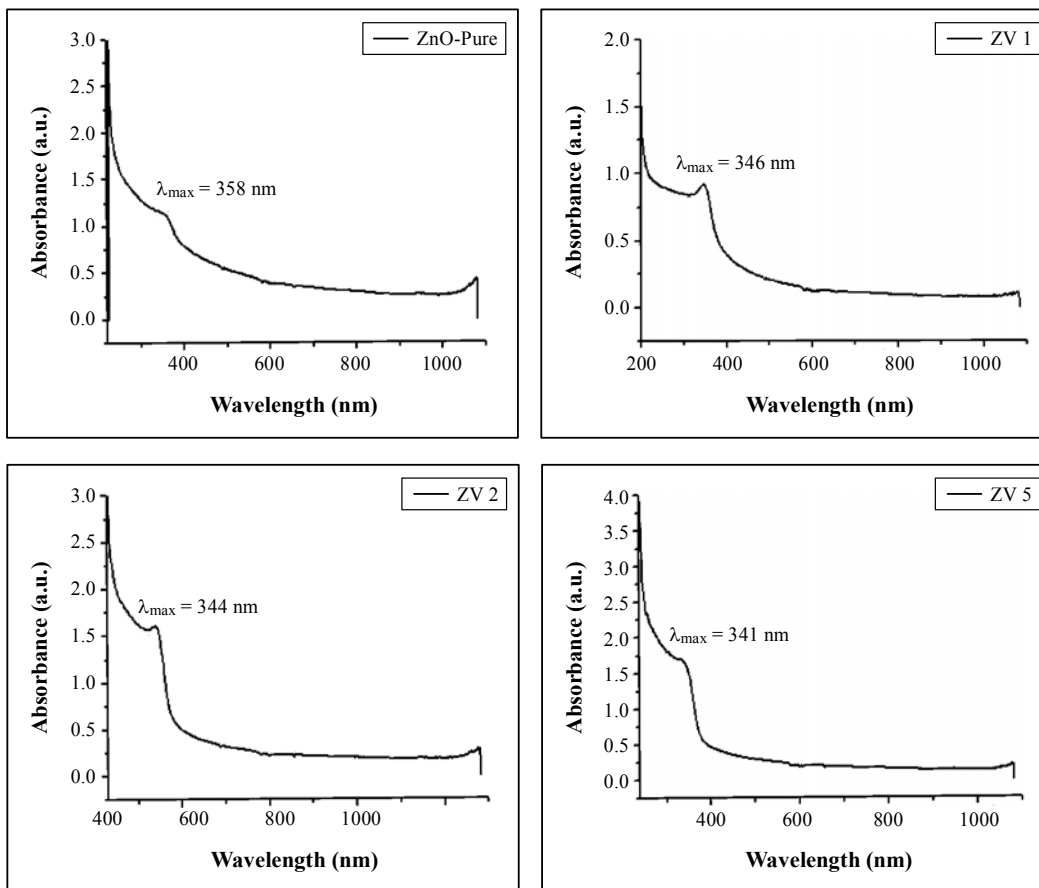 ZnO-Pure
3.0
2.5
2.0
1.5
1.0
0.5
0.0
Absorbance (a.u.)
λmax = 358 nm
400 600 800 1000
Wavelength (nm)
ZV 1
2.0
1.5
1.0
0.5
0.0
Absorbance (a.u.)
λmax = 346 nm
200 400 600 800 1000
Wavelength (nm)
ZV 2
3.0
2.5
2.0
1.5
1.0
0.5
0.0
Absorbance (a.u.)
λmax = 344 nm
400 600 800 1000
Wavelength (nm)
ZV 5
4.0
3.5
3.0
2.5
2.0
1.5
1.0
0.5
0.0
Absorbance (a.u.)
λmax = 341 nm
400 600 800 1000
Wavelength (nm)